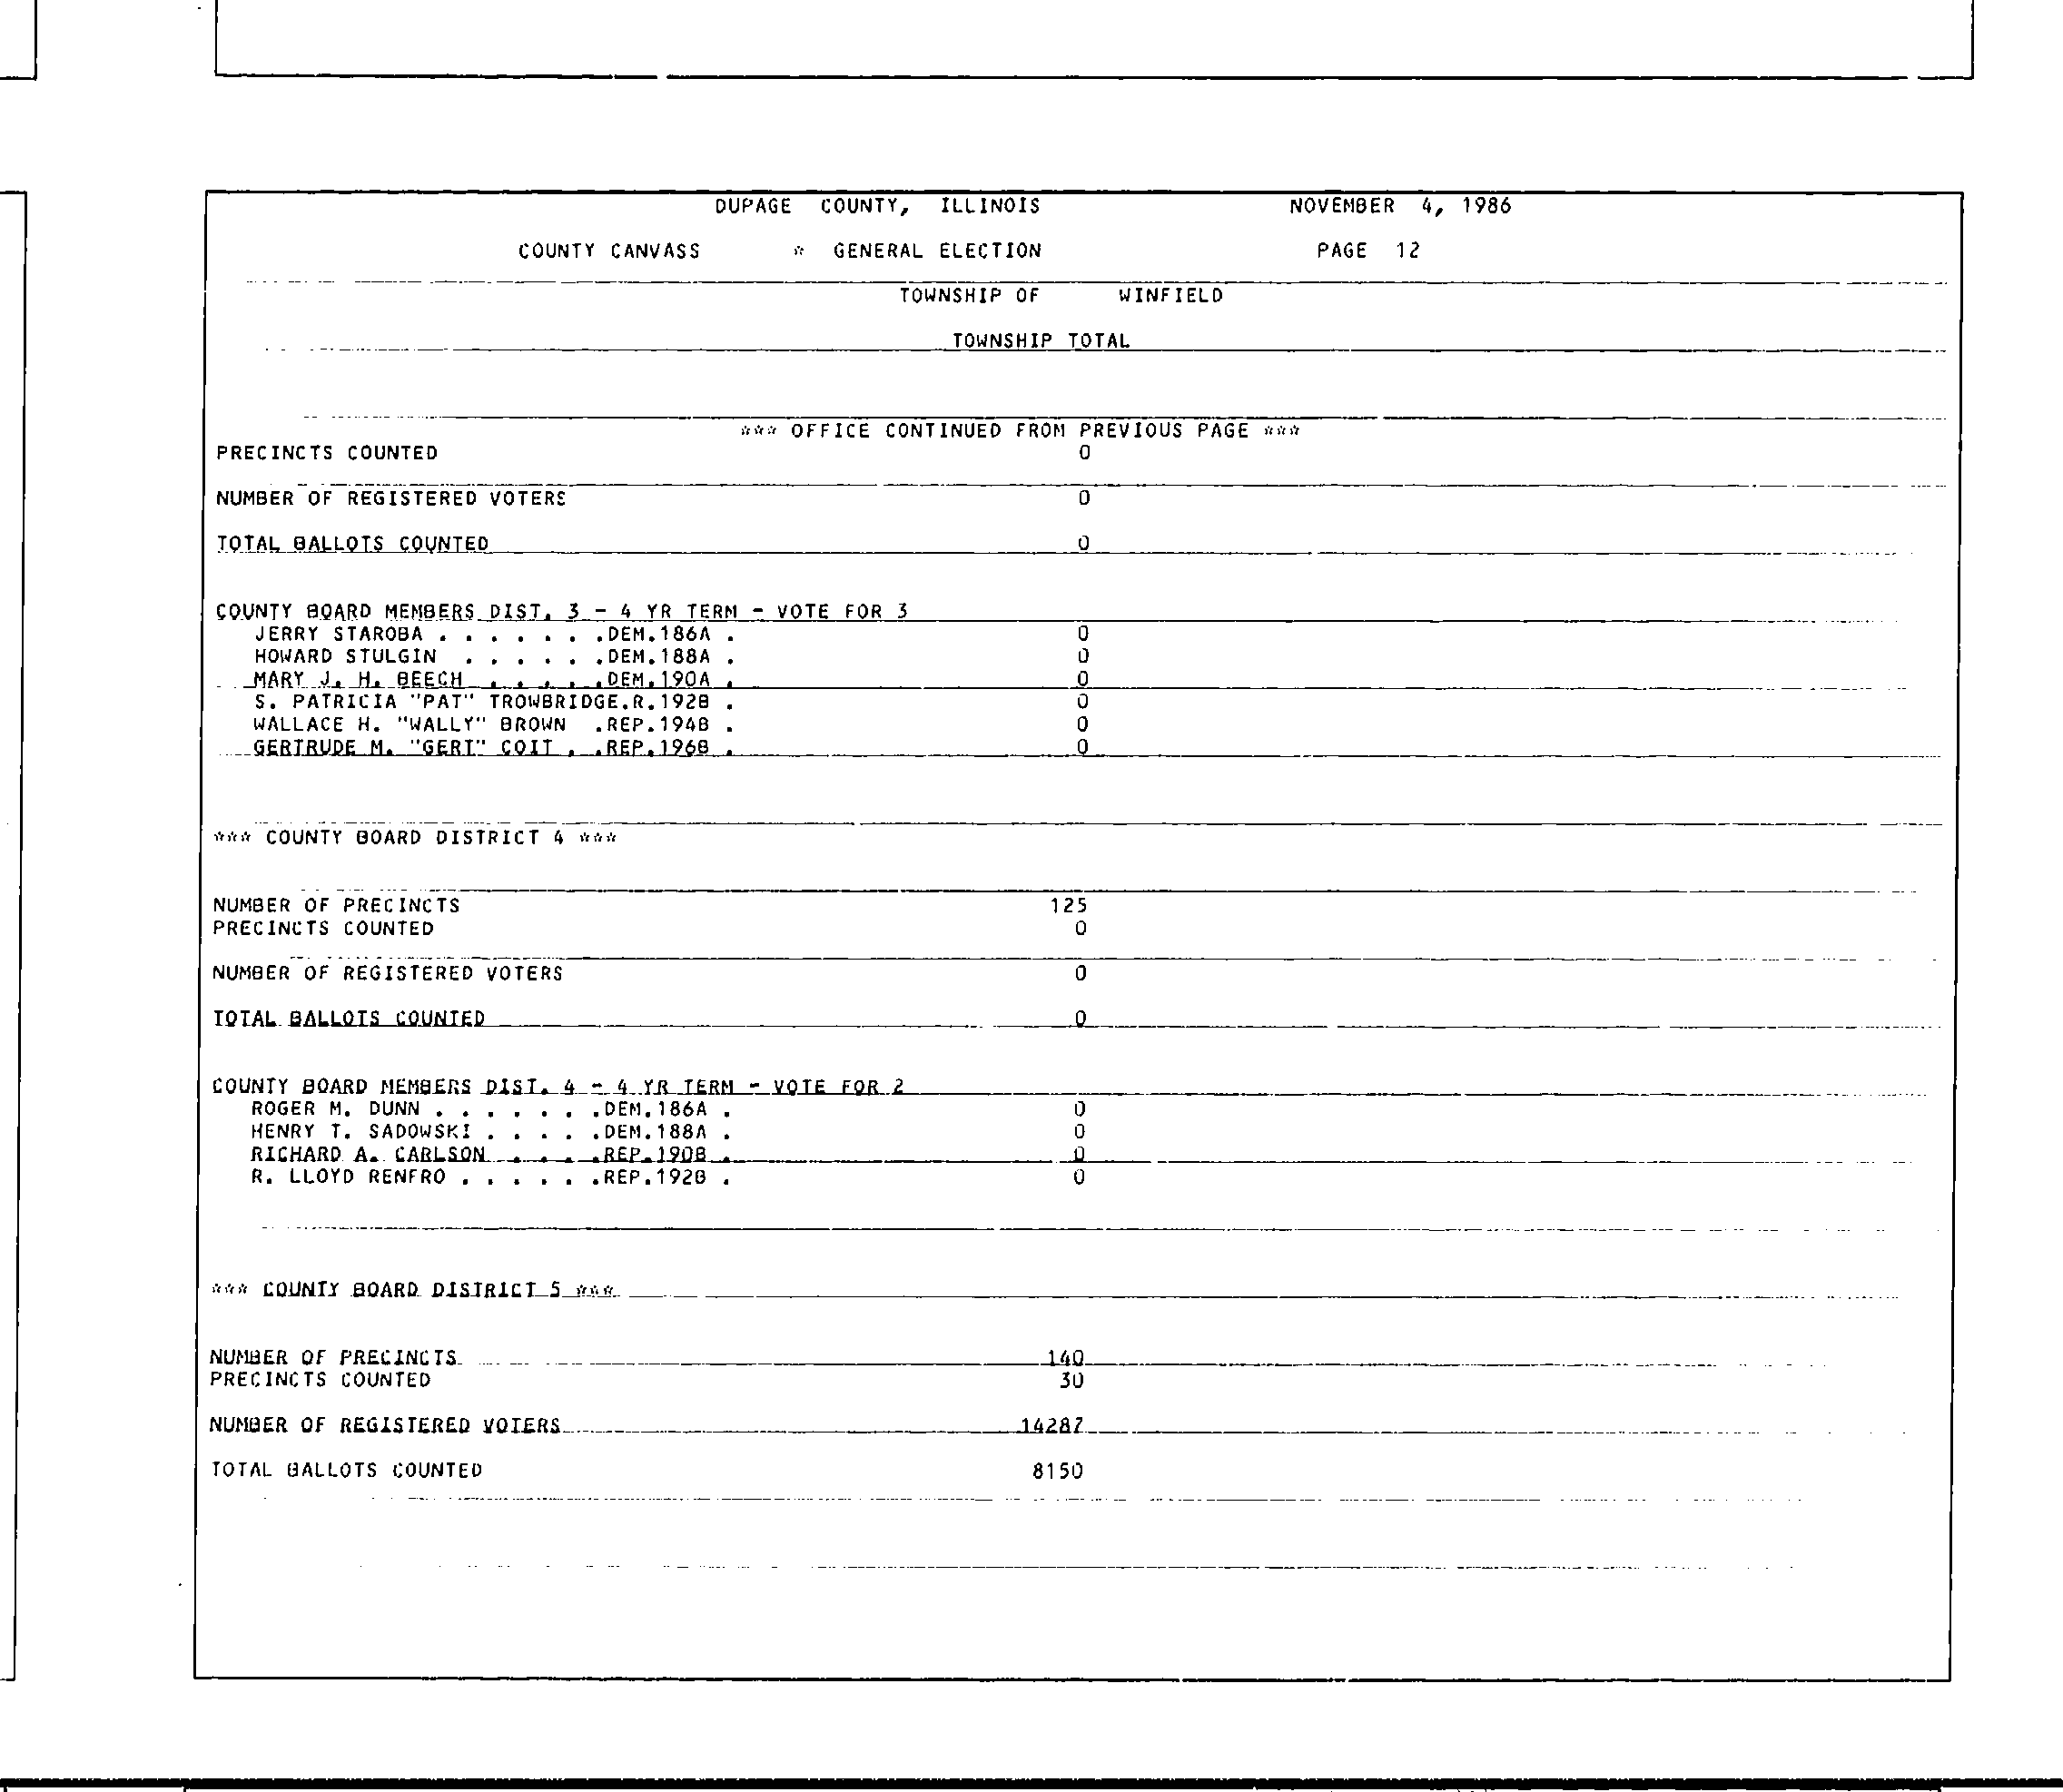 DUPAGE COUNTY, ILLINOIS NOVEMBER 4, 1986
COUNTY CANVASS * GENERAL ELECTION PAGE 12
TOWNSHIP OF WINFIELD
TOWNSHIP TOTAL
*** OFFICE CONTINUED FROM PREVIOUS PAGE ***
PRECINCTS COUNTED 0
NUMBER OF REGISTERED VOTERS 0
TOTAL BALLOTS COUNTED 0
COUNTY BOARD MEMBERS DIST. 3 - 4 YR TERM - VOTE FOR 3
JERRY STAROBA . . . . . . .DEM.186A . 0
HOWARD STULGIN . . . . . .DEM.188A . 0
MARY J. H. BEECH . . . . .DEM.190A . 0
S. PATRICIA "PAT" TROWBRIDGE.R.192B . 0
WALLACE H. "WALLY" BROWN .REP.194B . 0
GERTRUDE M. "GERT" COIT . .REP.196B . 0
*** COUNTY BOARD DISTRICT 4 ***
NUMBER OF PRECINCTS 125
PRECINCTS COUNTED 0
NUMBER OF REGISTERED VOTERS 0
TOTAL BALLOTS COUNTED 0
COUNTY BOARD MEMBERS DIST. 4 - 4 YR TERM - VOTE FOR 2
ROGER M. DUNN . . . . . . .DEM.186A . 0
HENRY T. SADOWSKI . . . . .DEM.188A . 0
RICHARD A. CARLSON . . . .REP.190B . 0
R. LLOYD RENFRO . . . . . .REP.192B . 0
*** COUNTY BOARD DISTRICT 5 ***
NUMBER OF PRECINCTS 140
PRECINCTS COUNTED 30
NUMBER OF REGISTERED VOTERS 14287
TOTAL BALLOTS COUNTED 8150